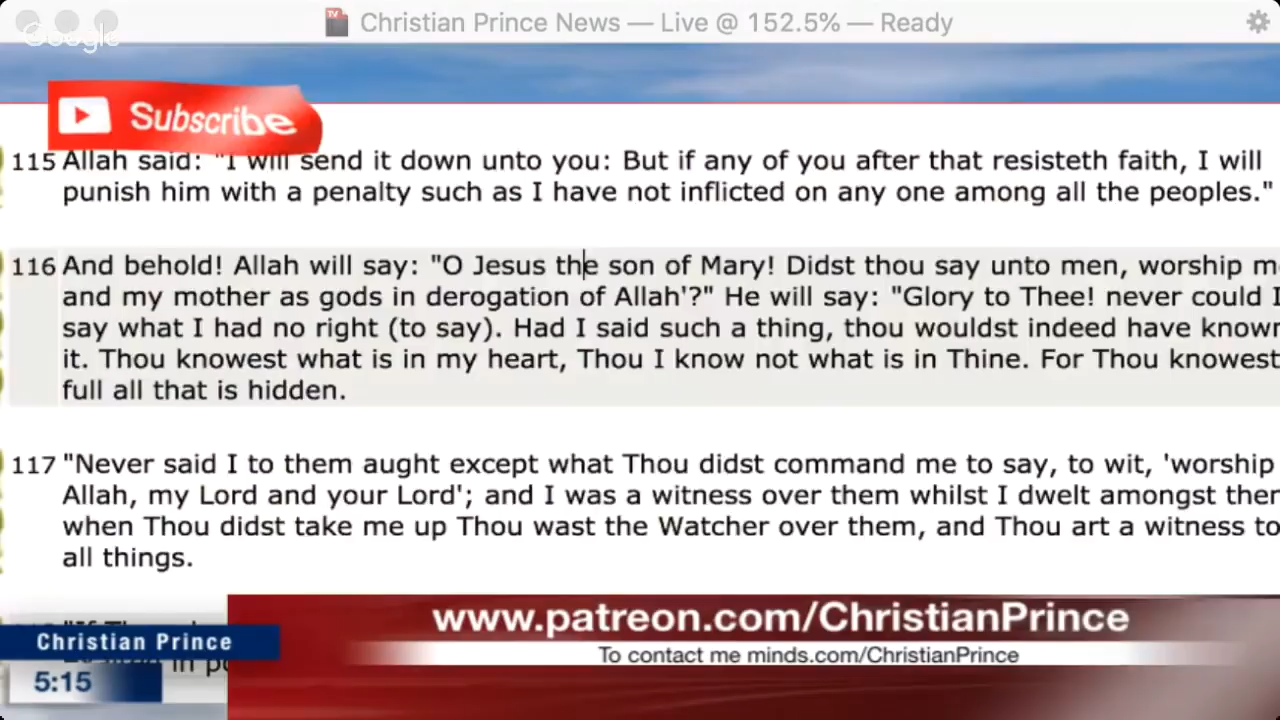 Christian Prince News — Live @ 152.5% — Ready
Google
Subscribe
115 Allah said: "I will send it down unto you: But if any of you after that resisteth faith, I will
punish him with a penalty such as I have not inflicted on any one among all the peoples."
116 And behold! Allah will say: "O Jesus the son of Mary! Didst thou say unto men, worship m
and my mother as gods in derogation of Allah'?" He will say: "Glory to Thee! never could I
say what I had no right (to say). Had I said such a thing, thou wouldst indeed have known
it. Thou knowest what is in my heart, Thou I know not what is in Thine. For Thou knowest
full all that is hidden.
117 "Never said I to them aught except what Thou didst command me to say, to wit, 'worship
Allah, my Lord and your Lord'; and I was a witness over them whilst I dwelt amongst them
when Thou didst take me up Thou wast the Watcher over them, and Thou art a witness to
all things.
in
www.patreon.com/ChristianPrince
Christian Prince
To contact me minds.com/ChristianPrince
5:15